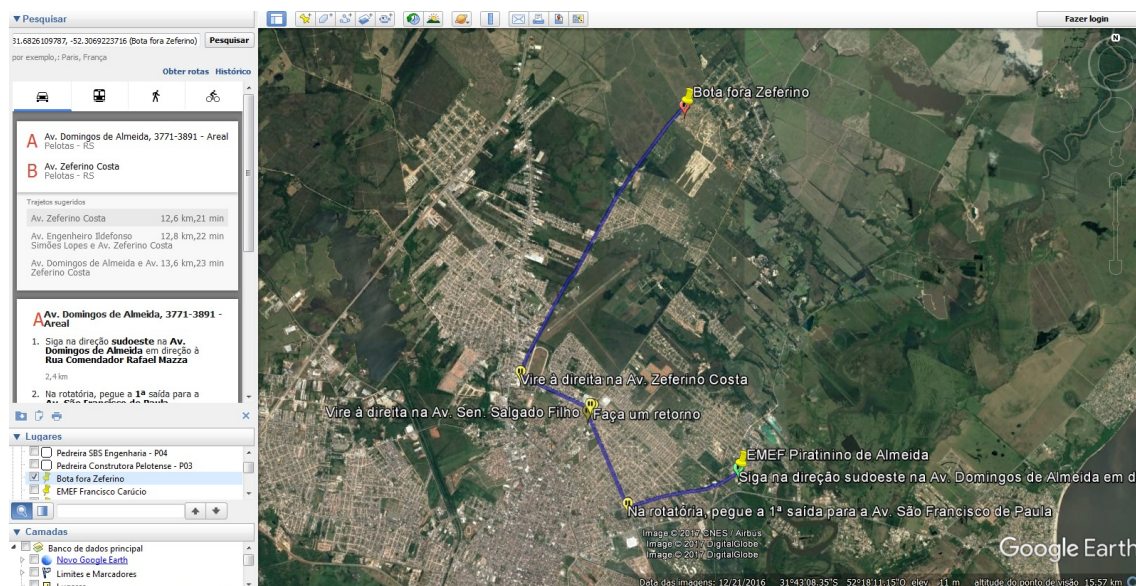 ▼ Pesquisar
31.6826109787, -52.3069223716 (Bota fora Zeferino)
Pesquisar
por exemplo,: Paris, França
Obter rotas Histórico
A Av. Domingos de Almeida, 3771-3891 - Areal
Pelotas - RS
B Av. Zeferino Costa
Pelotas - RS
Trajetos sugeridos
Av. Zeferino Costa 12,6 km,21 min
Av. Engenheiro Ildefonso 12,8 km,22 min
Simões Lopes e Av. Zeferino Costa
Av. Domingos de Almeida e Av. 13,6 km,23 min
Zeferino Costa
A Av. Domingos de Almeida, 3771-3891 -
Areal
1. Siga na direção sudoeste na Av.
Domingos de Almeida em direção à
Rua Comendador Rafael Mazza
2,4 km
2. Na rotatória, pegue a 1ª saída para a
Av. São Francisco de Paula
▼ Lugares
Pedreira SBS Engenharia - P04
Pedreira Construtora Pelotense - P03
Bota fora Zeferino
EMEF Francisco Carúcio
▼ Camadas
Banco de dados principal
Novo Google Earth
Limites e Marcadores
Lugares
Fazer login
N
Bota fora Zeferino
Vire à direita na Av. Zeferino Costa
Vire à direita na Av. Sen. Salgado Filho
Faça um retorno
EMEF Piratinino de Almeida
Siga na direção sudoeste na Av. Domingos de Almeida em d
Na rotatória, pegue a 1ª saída para a Av. São Francisco de Paula
Image © 2017 CNES / Airbus
Image © 2017 DigitalGlobe
Image © 2017 DigitalGlobe
Google Earth
Data das imagens: 12/21/2016 31°43'08.35"S 52°18'11.15"O elev. 11 m altitude do ponto de visão 15.57 km